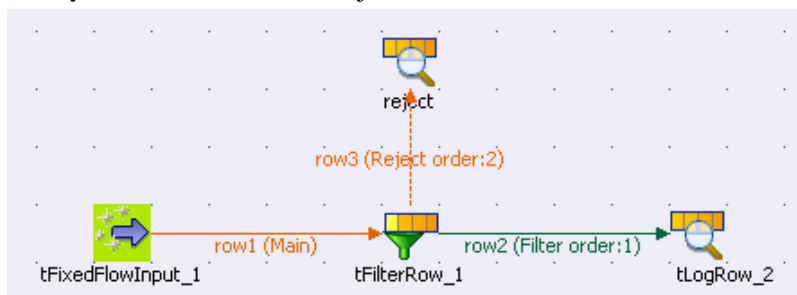 reject
row3 (Reject order:2)
row1 (Main)
row2 (Filter order:1)
tFixedFlowInput_1
tFilterRow_1
tLogRow_2